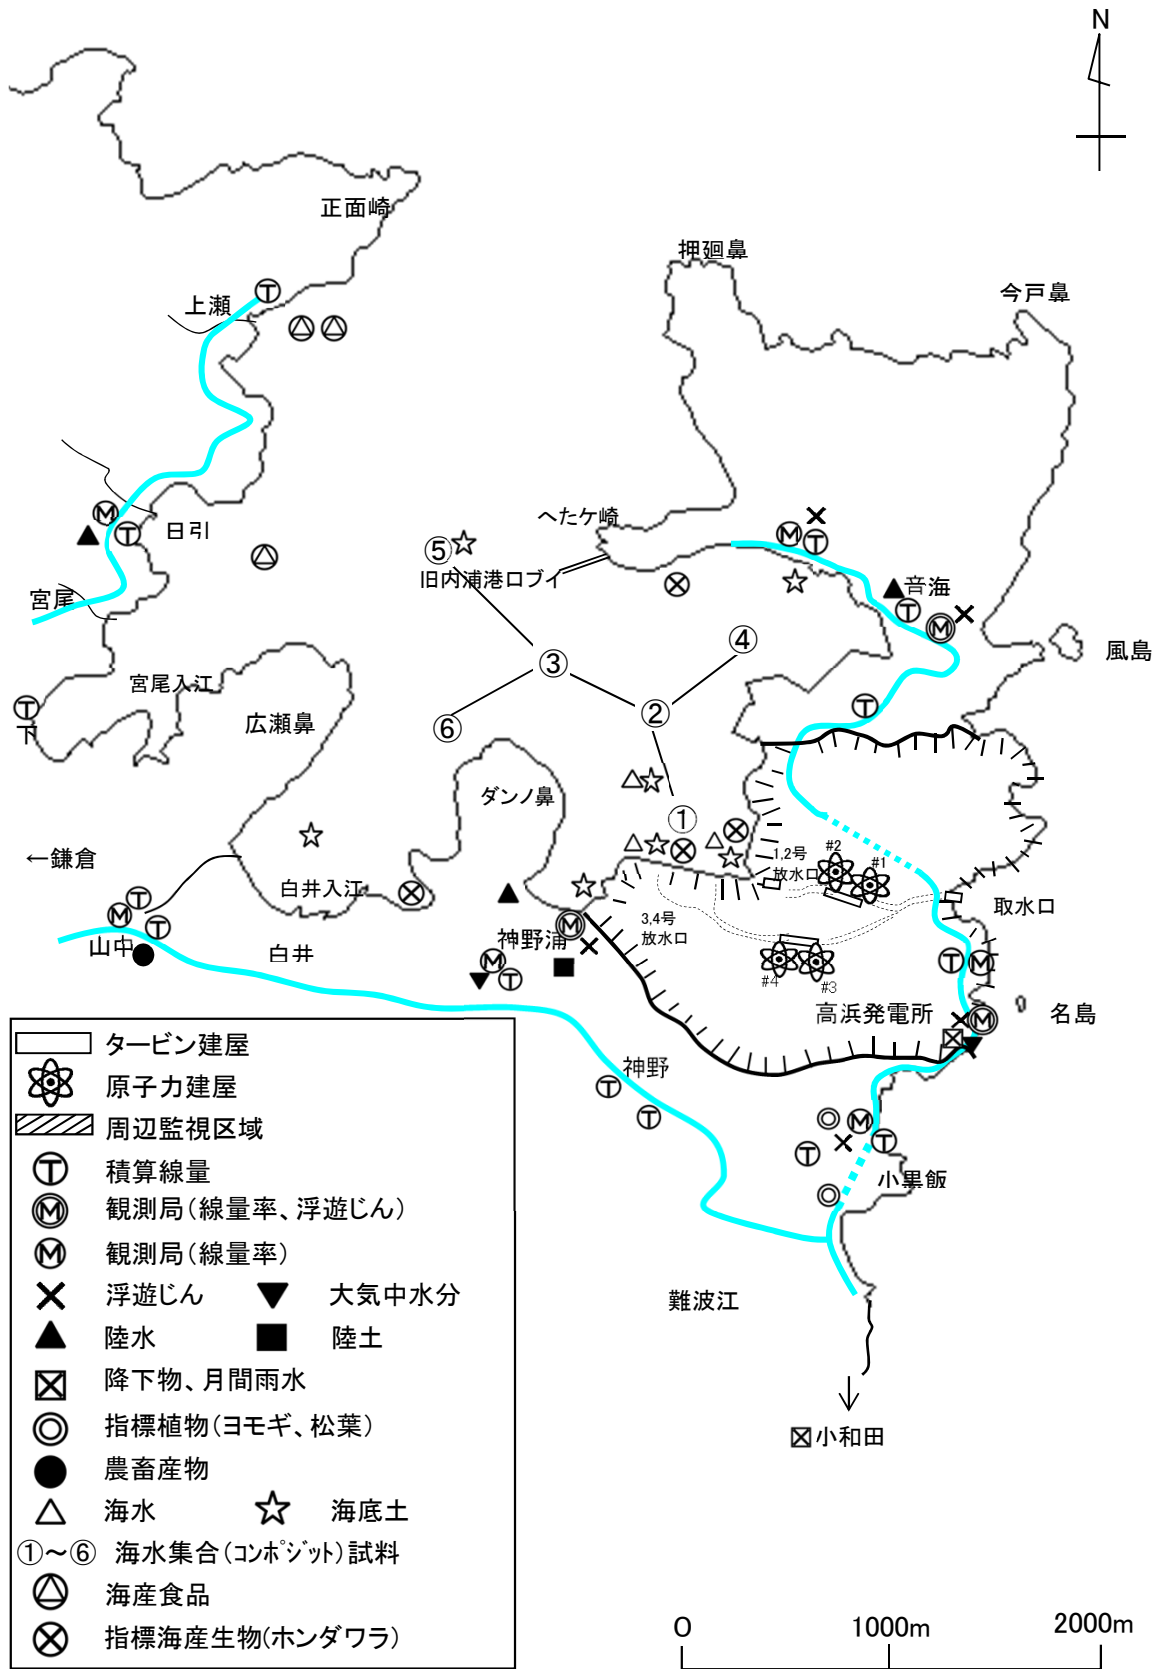 N
正面崎
押廻鼻
今戸鼻
上瀬
T
へたケ崎
M
T
日引
M
T
⑤
旧内浦港口ブイ
音海
T
M
宮尾
④
風島
③
宮尾入江
T
下
広瀬鼻
②
T
⑥
ダンノ鼻
①
←鎌倉
1,2号
放水口
#2
#1
白井入江
取水口
T
M
T
山中
白井
神野浦
M
3,4号
放水口
M
T
#4
#3
T
M
高浜発電所
M
名島
神野
T
T
M
T
T
小黒飯
難波江
小和田
タービン建屋
原子力建屋
周辺監視区域
T 積算線量
M 観測局(線量率、浮遊じん)
M 観測局(線量率)
浮遊じん 大気中水分
陸水 陸土
降下物、月間雨水
指標植物(ヨモギ、松葉)
農畜産物
海水 海底土
①～⑥ 海水集合(コンポジット)試料
海産食品
指標海産生物(ホンダワラ)
0 1000m 2000m